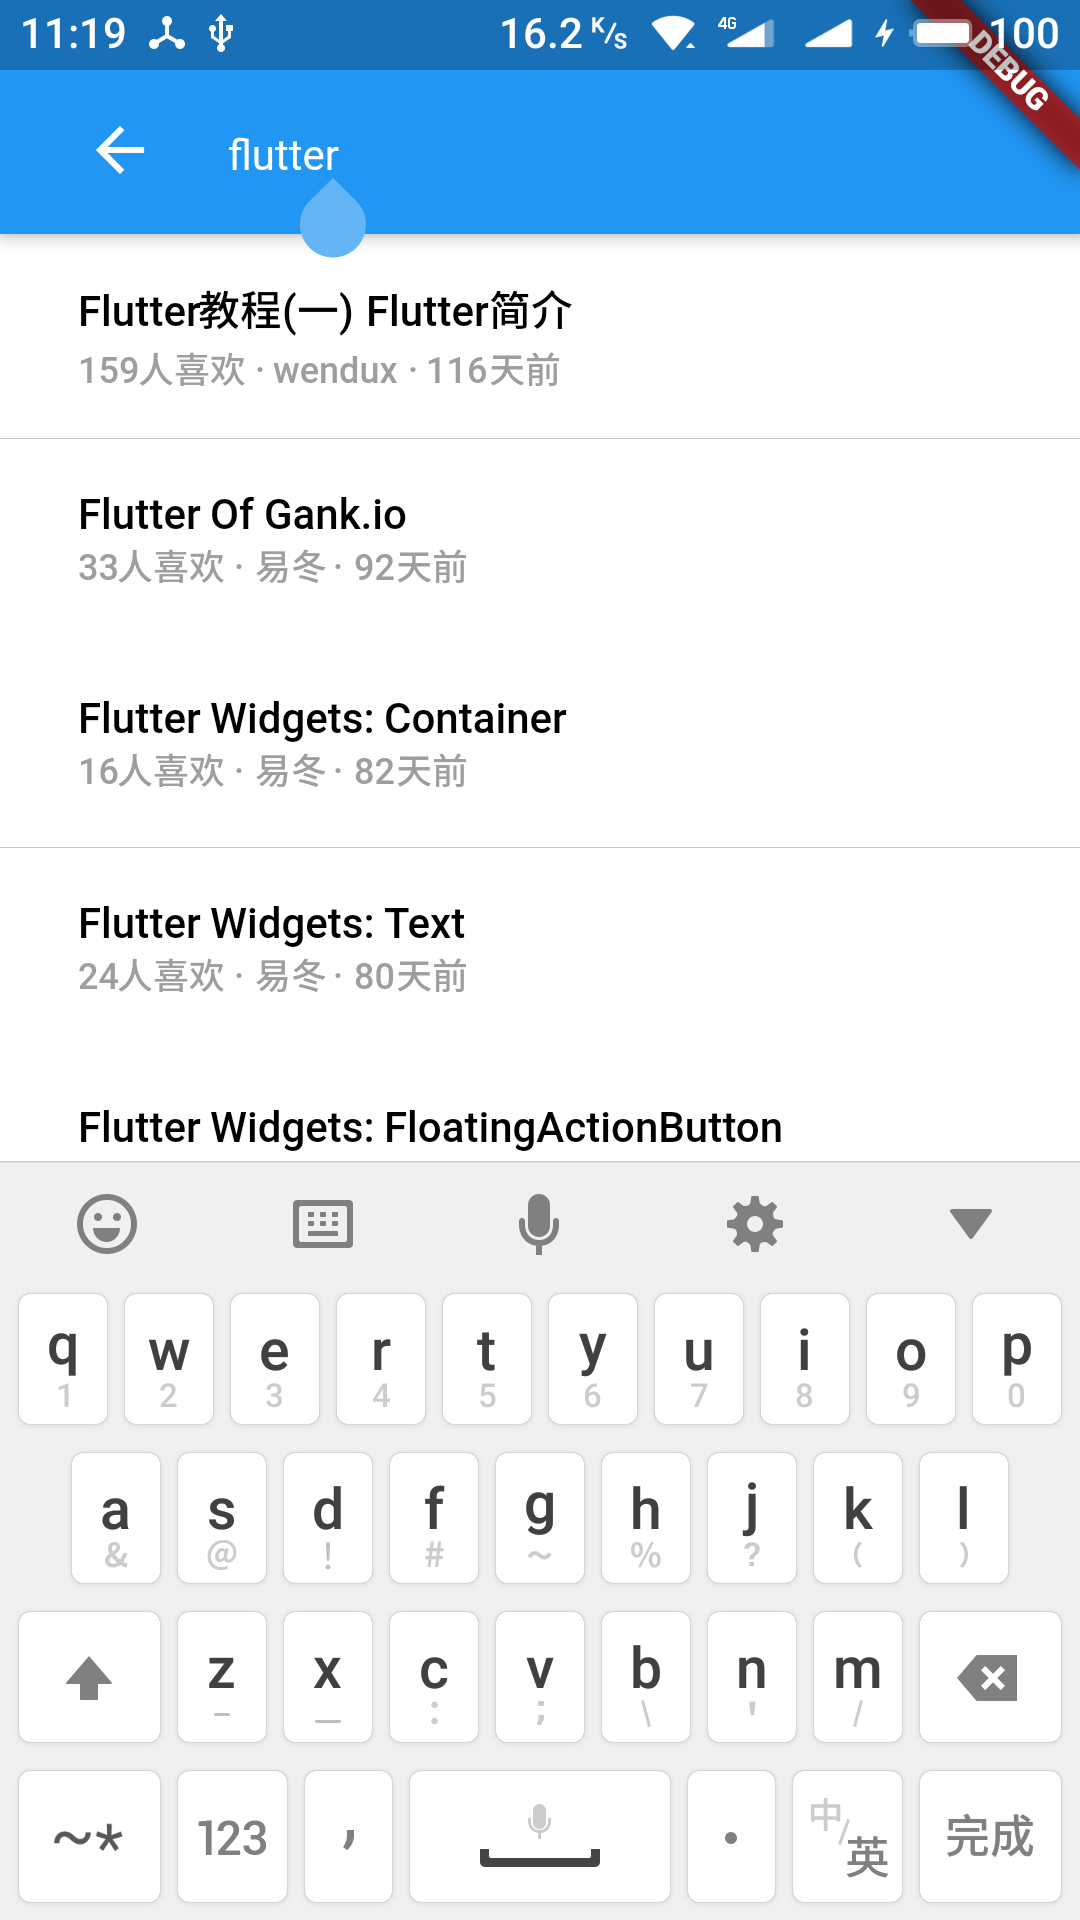 11:19 16.2 K/s 4G 100
DEBUG
flutter
Flutter教程(一) Flutter简介
159人喜欢 · wendux · 116天前
Flutter Of Gank.io
33人喜欢 · 易冬 · 92天前
Flutter Widgets: Container
16人喜欢 · 易冬 · 82天前
Flutter Widgets: Text
24人喜欢 · 易冬 · 80天前
Flutter Widgets: FloatingActionButton
q w e r t y u i o p
1 2 3 4 5 6 7 8 9 0
a s d f g h j k l
& @ ! # ~ % ? ( )
z x c v b n m
- _ : ; \ ' /
~* 123 , . 中/英 完成